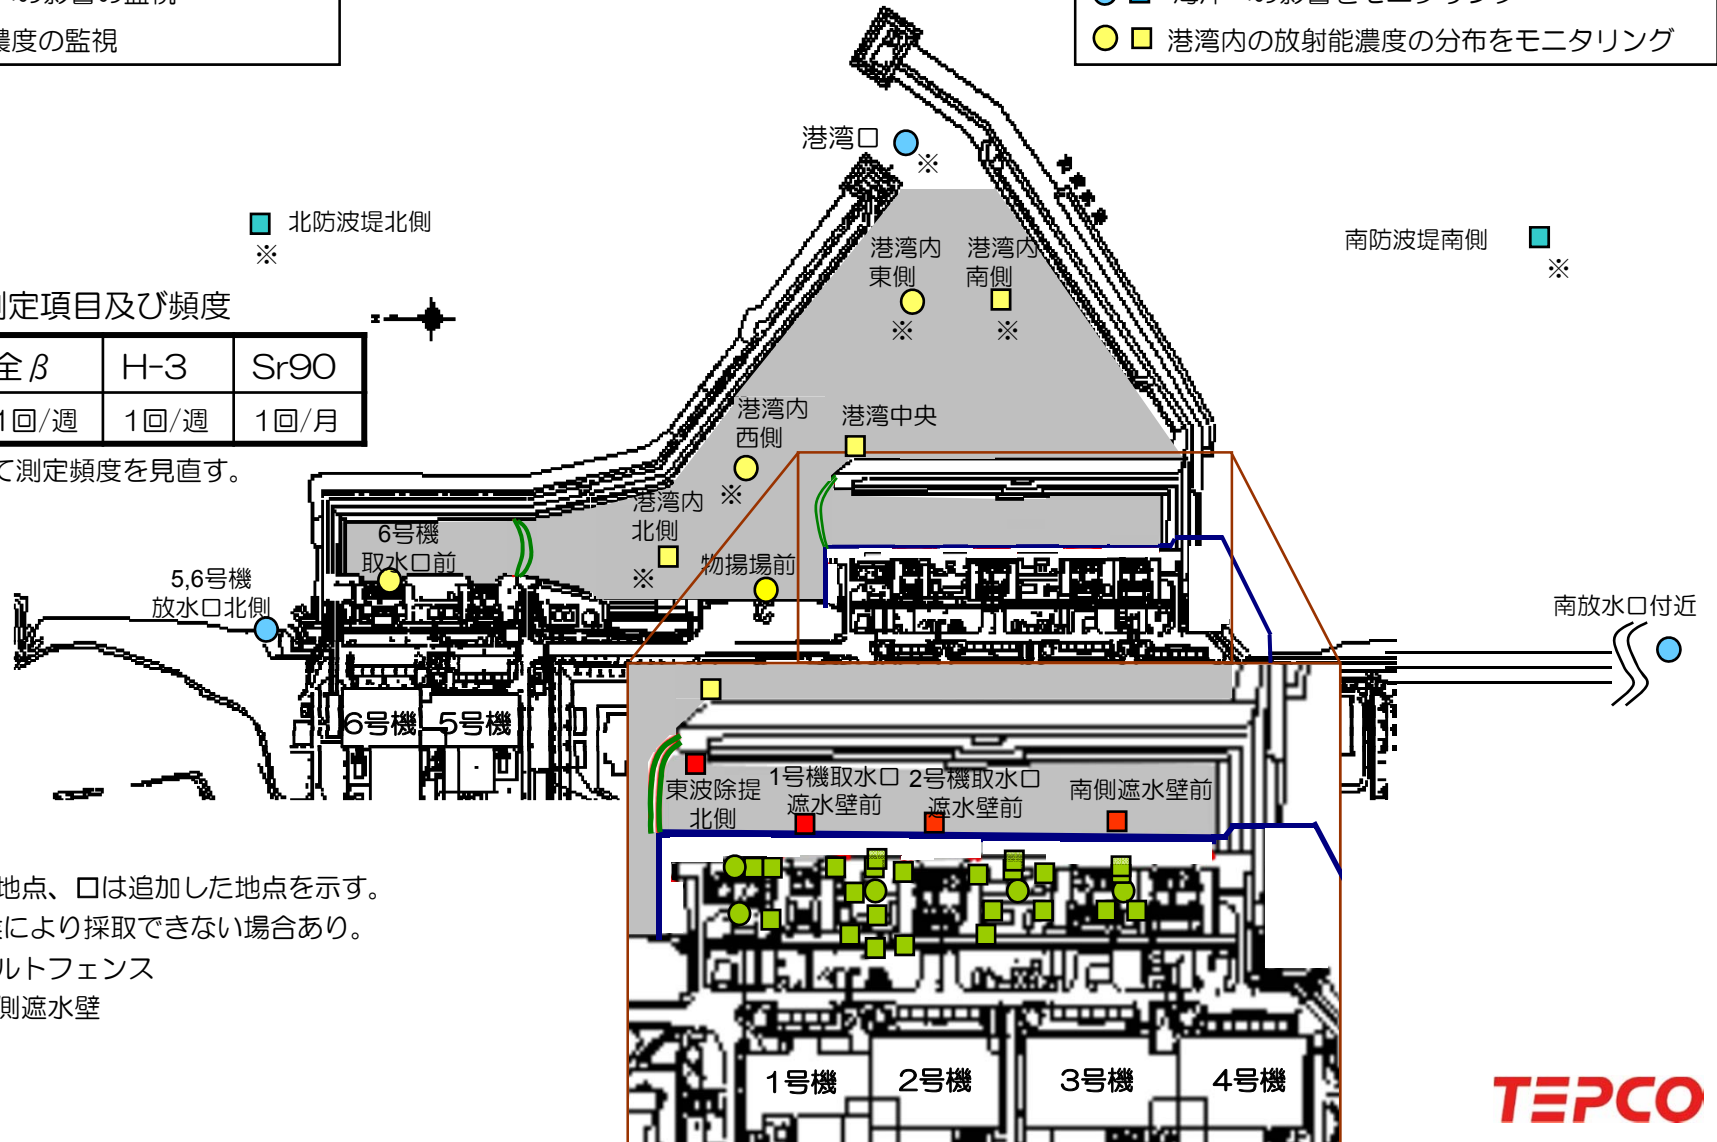 濃度の監視
港湾内の放射能濃度の分布をモニタリング
港湾口
※
北防波堤北側
※
南防波堤南側
※
港湾内
東側
※
港湾内
南側
※
測定項目及び頻度
全β H-3 Sr90
1回/週 1回/週 1回/月
て測定頻度を見直す。
港湾内
西側
※
港湾中央
港湾内
北側
※
6号機
取水口前
物揚場前
5,6号機
放水口北側
南放水口付近
6号機 5号機
東波除堤
北側
1号機取水口
遮水壁前
2号機取水口
遮水壁前
南側遮水壁前
地点、□は追加した地点を示す。
により採取できない場合あり。
ルトフェンス
側遮水壁
1号機 2号機 3号機 4号機
TEPCO